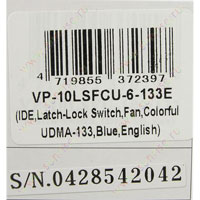 4 719855 372397
VP-10LSFCU-6-133E
(IDE,Latch-Lock Switch,Fan,Colorful
UDMA-133,Blue,English)
S/N.0428542042